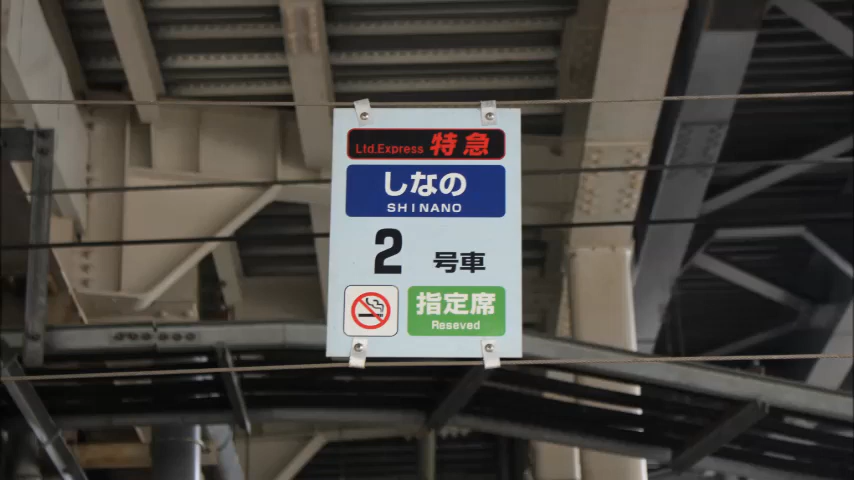 Ltd.Express 特急
しなの
SHINANO
2 号車
指定席
Reseved